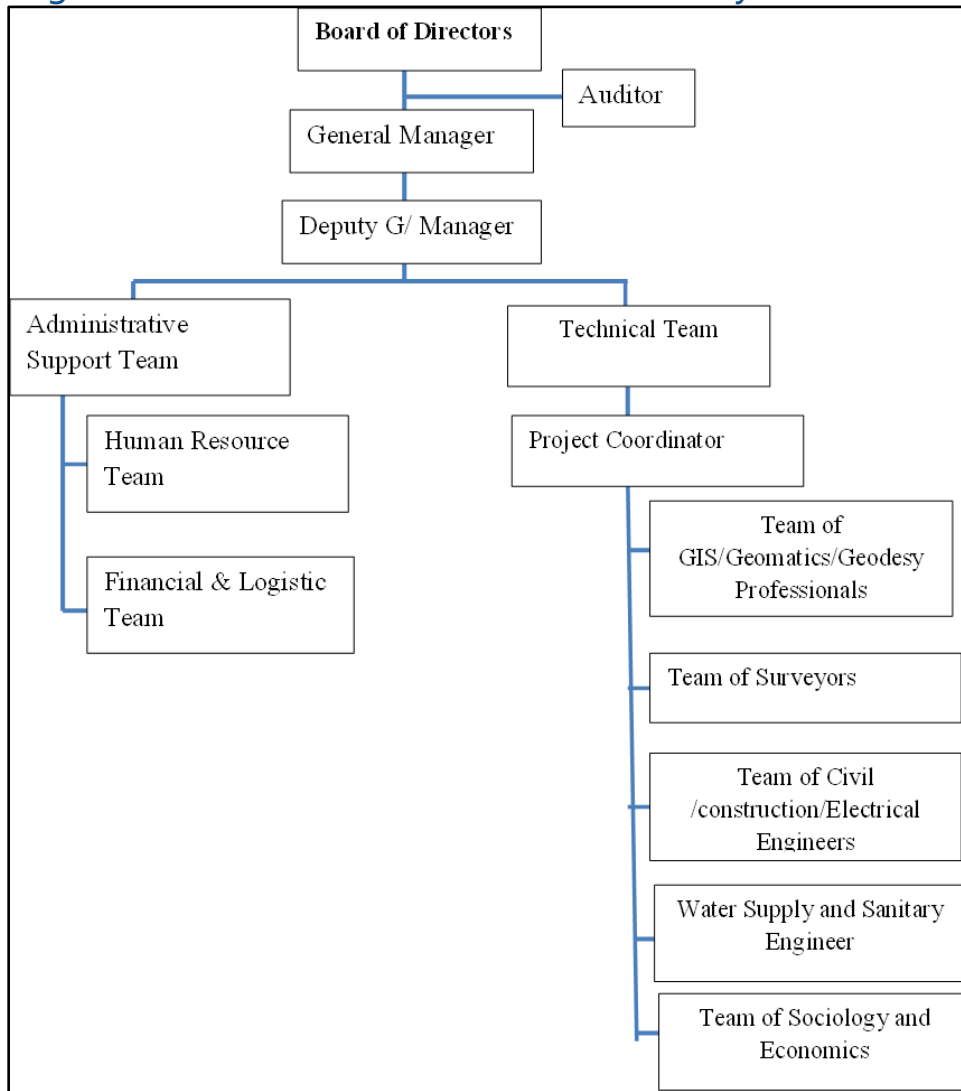 Board of Directors
Auditor
General Manager
Deputy G/ Manager
Administrative
Support Team
Technical Team
Human Resource
Team
Project Coordinator
Financial & Logistic
Team
Team of
GIS/Geomatics/Geodesy
Professionals
Team of Surveyors
Team of Civil
/construction/Electrical
Engineers
Water Supply and Sanitary
Engineer
Team of Sociology and
Economics